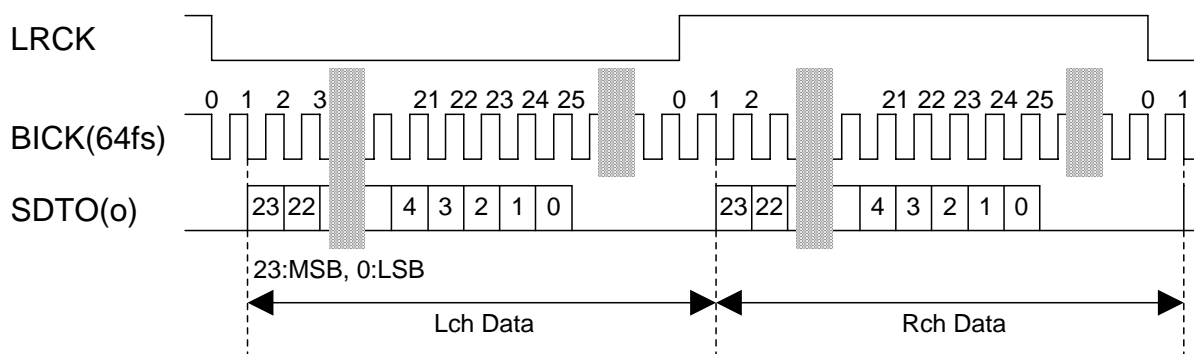 LRCK
0 1 2 3 21 22 23 24 25 0 1 2 21 22 23 24 25 0 1
BICK(64fs)
SDTO(o) 23 22 4 3 2 1 0 23 22 4 3 2 1 0
23:MSB, 0:LSB
Lch Data Rch Data